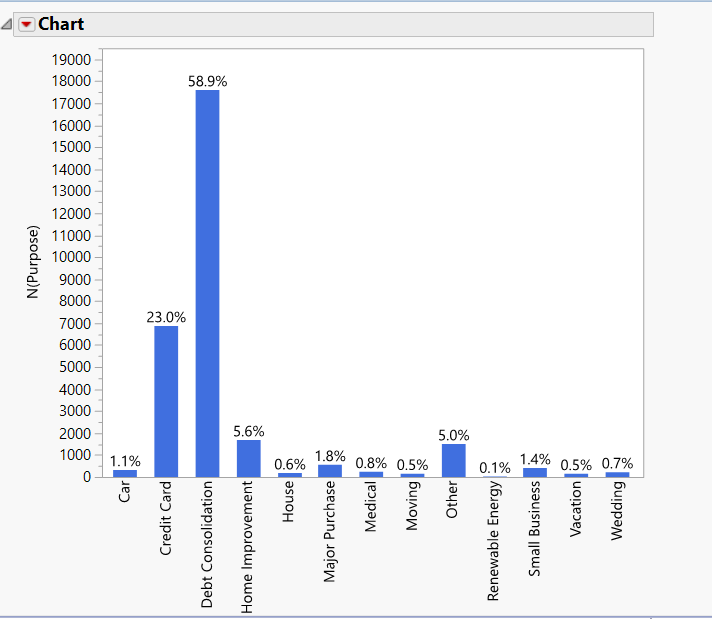 Chart
19000
18000
17000
16000
15000
14000
13000
12000
11000
10000
9000
8000
7000
6000
5000
4000
3000
2000
1000
0
N(Purpose)
1.1%
23.0%
58.9%
5.6%
0.6%
1.8%
0.8%
0.5%
5.0%
0.1%
1.4%
0.5%
0.7%
Car
Credit Card
Debt Consolidation
Home Improvement
House
Major Purchase
Medical
Moving
Other
Renewable Energy
Small Business
Vacation
Wedding